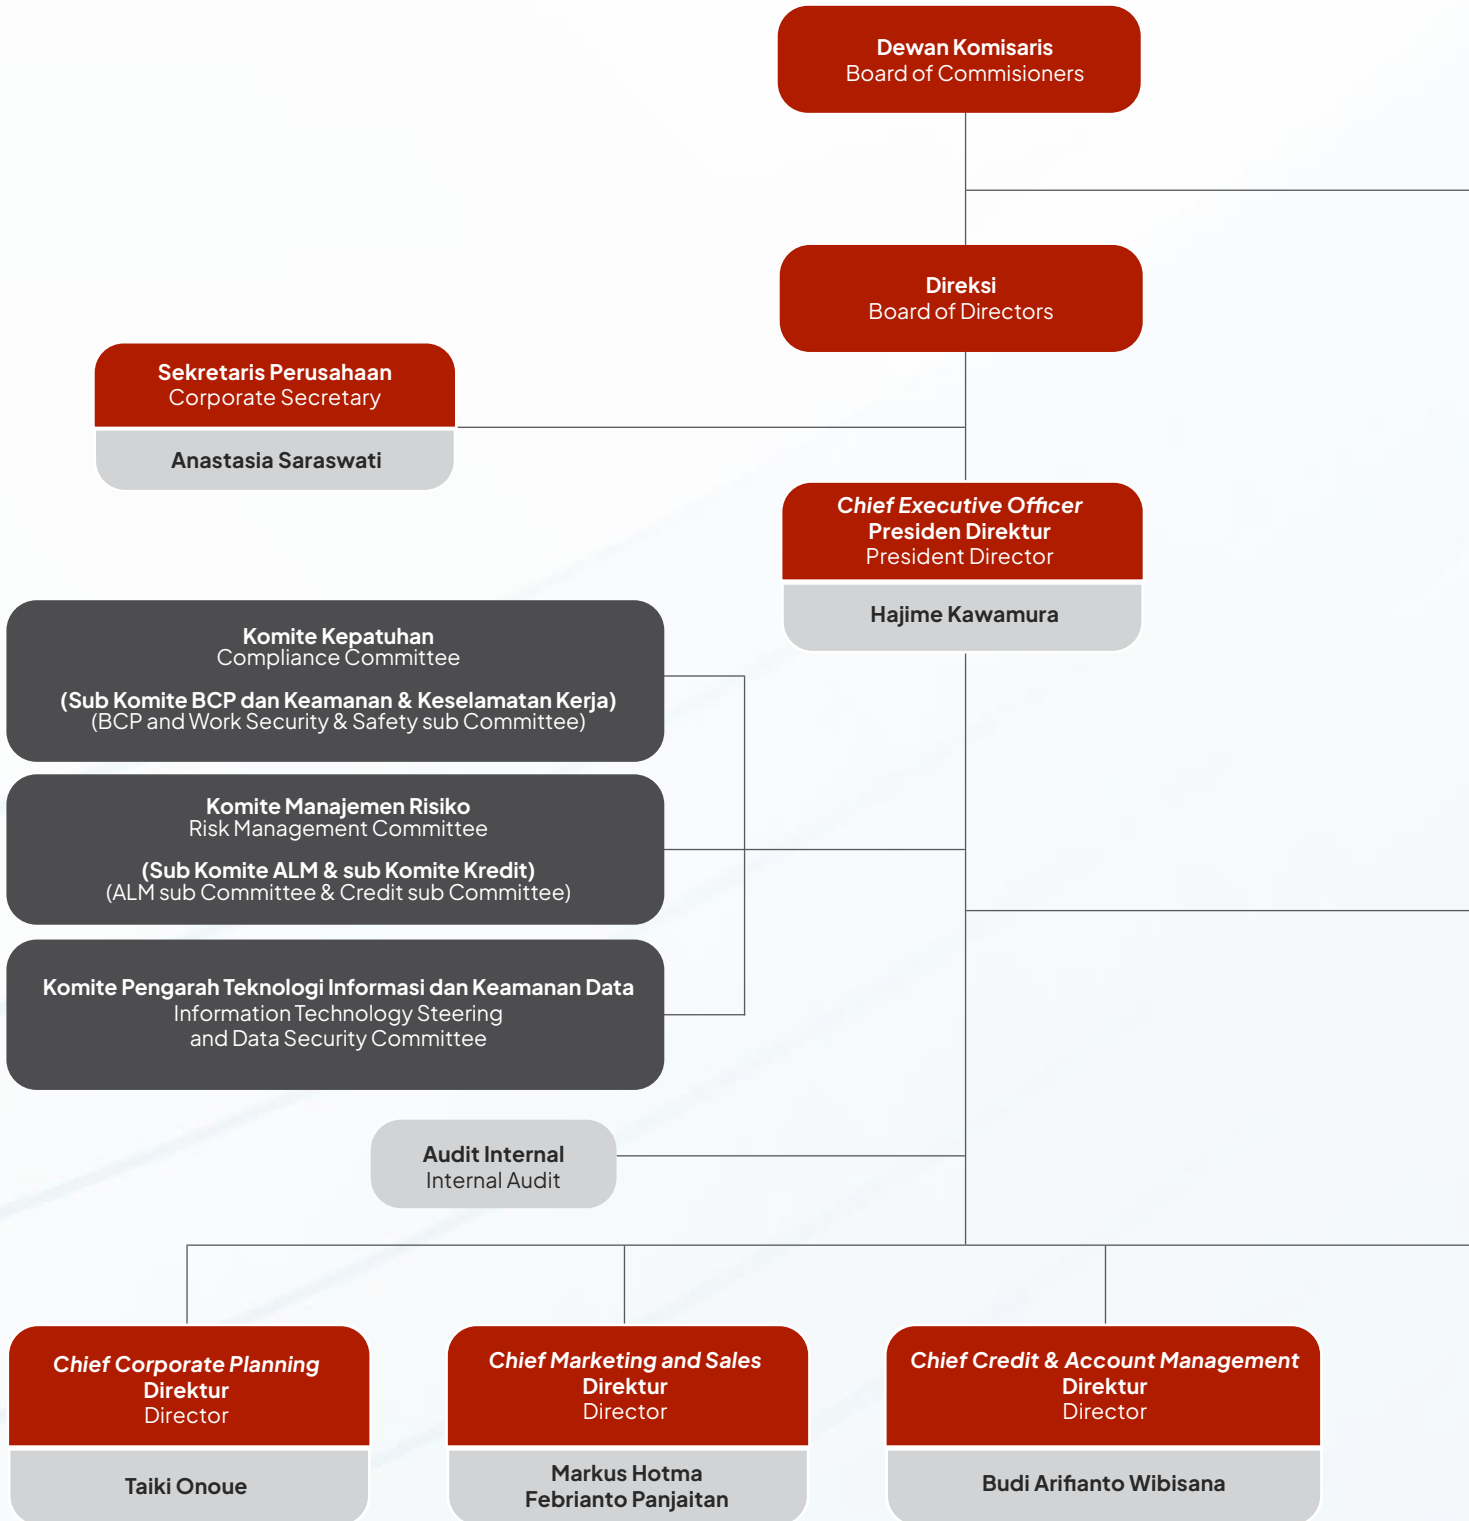 Dewan Komisaris
Board of Commisioners
Direksi
Board of Directors
Sekretaris Perusahaan
Corporate Secretary
Anastasia Saraswati
Chief Executive Officer
Presiden Direktur
President Director
Hajime Kawamura
Komite Kepatuhan
Compliance Committee
(Sub Komite BCP dan Keamanan & Keselamatan Kerja)
(BCP and Work Security & Safety sub Committee)
Komite Manajemen Risiko
Risk Management Committee
(Sub Komite ALM & sub Komite Kredit)
(ALM sub Committee & Credit sub Committee)
Komite Pengarah Teknologi Informasi dan Keamanan Data
Information Technology Steering
and Data Security Committee
Audit Internal
Internal Audit
Chief Corporate Planning
Direktur
Director
Taiki Onoue
Chief Marketing and Sales
Direktur
Director
Markus Hotma
Febrianto Panjaitan
Chief Credit & Account Management
Direktur
Director
Budi Arifianto Wibisana